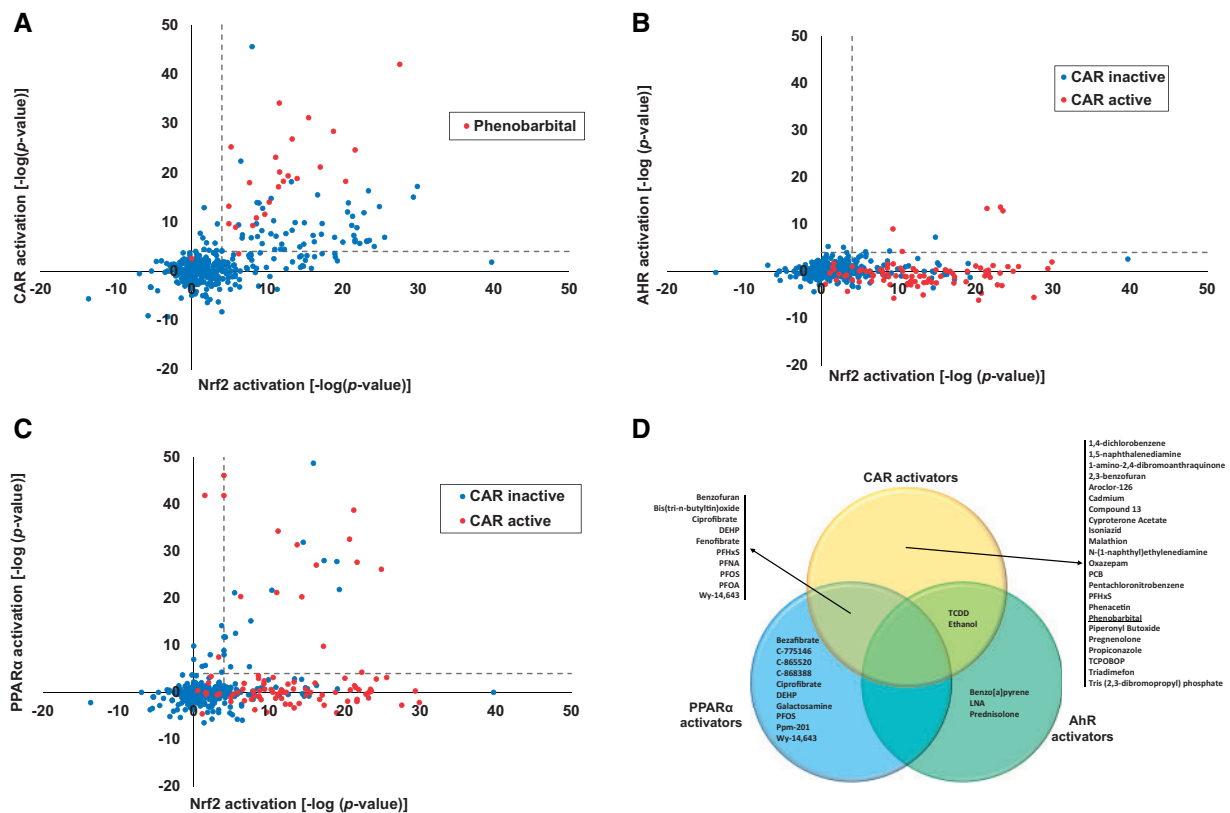 A
50
40
30
20
10
0
-10
-20
-20
-10
10
20
30
40
50
CAR activation [-log(p-value)]
Nrf2 activation [-log(p-value)]
Phenobarbital
B
50
40
30
20
10
0
-10
-20
-20
-10
0
10
20
30
40
50
AHR activation [-log (p-value)]
Nrf2 activation [-log (p-value)]
CAR inactive
CAR active
C
50
40
30
20
10
0
-10
-20
-20
-10
0
10
20
30
40
50
PPARα activation [-log (p-value)]
Nrf2 activation [-log (p-value)]
CAR inactive
CAR active
D
CAR activators
Benzofuran
Bis(tri-n-butyltin)oxide
Ciprofibrate
DEHP
Fenofibrate
PFHxS
PFNA
PFOS
PFOA
Wy-14,643
1,4-dichlorobenzene
1,5-naphthalenediamine
1-amino-2,4-dibromoanthraquinone
2,3-benzofuran
Aroclor-126
Cadmium
Compound 13
Cyproterone Acetate
Isoniazid
Malathion
N-(1-naphthyl)ethylenediamine
Oxazepam
PCB
Pentachloronitrobenzene
PFHxS
Phenacetin
Phenobarbital
Piperonyl Butoxide
Pregnenolone
Propiconazole
TCPOBOP
Triadimefon
Tris (2,3-dibromopropyl) phosphate
TCDD
Ethanol
Bezafibrate
C-775146
C-865520
C-868388
Ciprofibrate
DEHP
Galactosamine
PFOS
Ppm-201
Wy-14,643
PPARα
activators
Benzo[a]pyrene
LNA
Prednisolone
AhR
activators